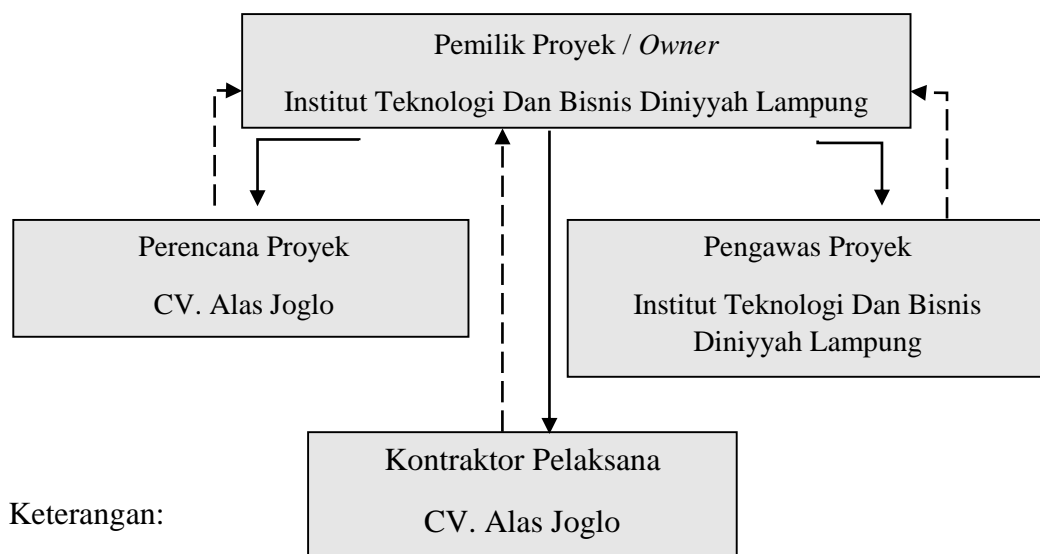 Pemilik Proyek / Owner
Institut Teknologi Dan Bisnis Diniyyah Lampung
Perencana Proyek
CV. Alas Joglo
Pengawas Proyek
Institut Teknologi Dan Bisnis
Diniyyah Lampung
Kontraktor Pelaksana
CV. Alas Joglo
Keterangan: